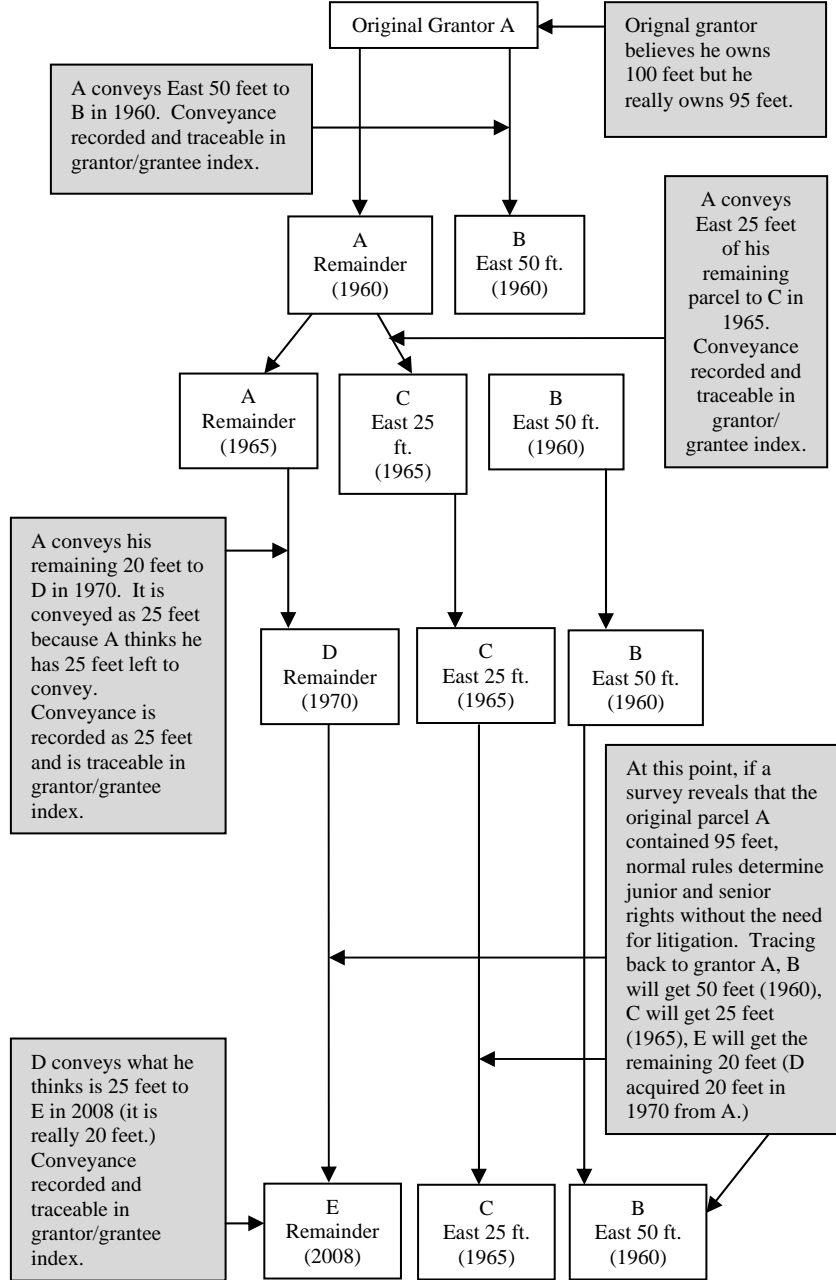 Original Grantor A
Orignal grantor
believes he owns
100 feet but he
really owns 95 feet.
A conveys East 50 feet to
B in 1960. Conveyance
recorded and traceable in
grantor/grantee index.
A conveys
East 25 feet
of his
remaining
parcel to C in
1965.
Conveyance
recorded and
traceable in
grantor/
grantee index.
A
Remainder
(1960)
B
East 50 ft.
(1960)
A
Remainder
(1965)
C
East 25
ft.
(1965)
B
East 50 ft.
(1960)
A conveys his
remaining 20 feet to
D in 1970. It is
conveyed as 25 feet
because A thinks he
has 25 feet left to
convey.
Conveyance is
recorded as 25 feet
and is traceable in
grantor/grantee
index.
D
Remainder
(1970)
C
East 25 ft.
(1965)
B
East 50 ft.
(1960)
At this point, if a
survey reveals that the
original parcel A
contained 95 feet,
normal rules determine
junior and senior
rights without the need
for litigation. Tracing
back to grantor A, B
will get 50 feet (1960),
C will get 25 feet
(1965), E will get the
remaining 20 feet (D
acquired 20 feet in
1970 from A.)
D conveys what he
thinks is 25 feet to
E in 2008 (it is
really 20 feet.)
Conveyance
recorded and
traceable in
grantor/grantee
index.
E
Remainder
(2008)
C
East 25 ft.
(1965)
B
East 50 ft.
(1960)